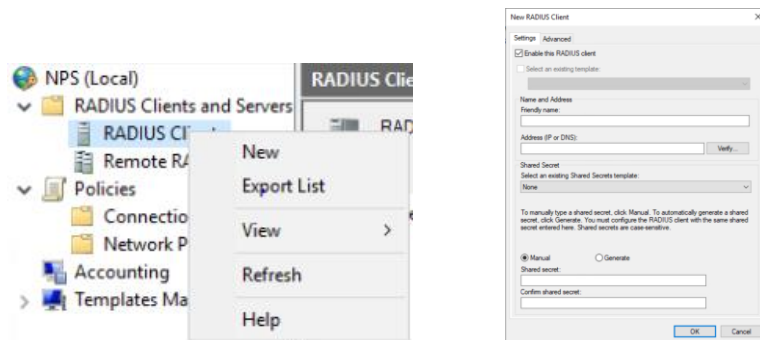 NPS (Local)
RADIUS Clients and Servers
RADIUS Cl
Remote RA
Policies
Connectio
Network P
Accounting
Templates Ma
RADIUS Clie
RAD
New
Export List
View
Refresh
Help
New RADIUS Client
Settings Advanced
Enable this RADIUS client
Select an existing template:
Name and Address
Friendly name:
Address (IP or DNS):
Verify...
Shared Secret
Select an existing Shared Secrets template:
None
To manually type a shared secret, click Manual. To automatically generate a shared
secret, click Generate. You must configure the RADIUS client with the same shared
secret entered here. Shared secrets are case-sensitive.
Manual Generate
Shared secret:
Confirm shared secret:
OK Cancel